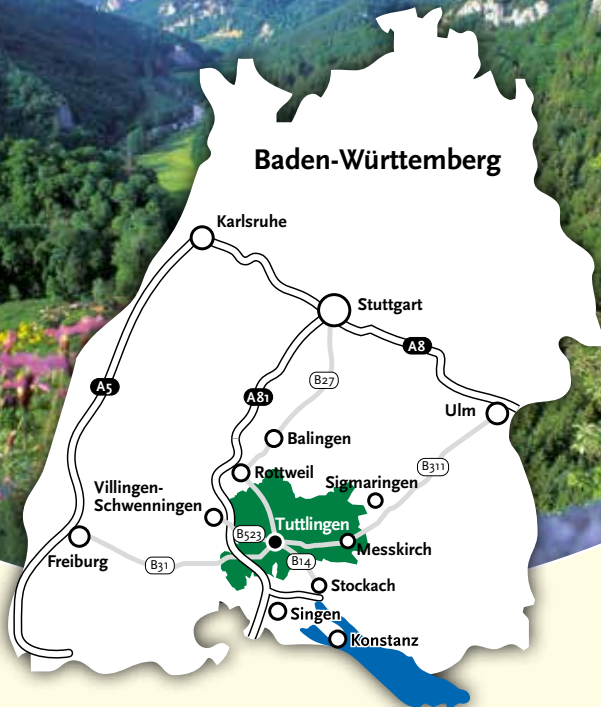 Baden-Württemberg
Karlsruhe
Stuttgart
A8
A5
B27
A81
Ulm
Balingen
B311
Rottweil
Sigmaringen
Villingen-
Schwenningen
Tuttlingen
B523
Messkirch
Freiburg
B31
B14
Stockach
Singen
Konstanz